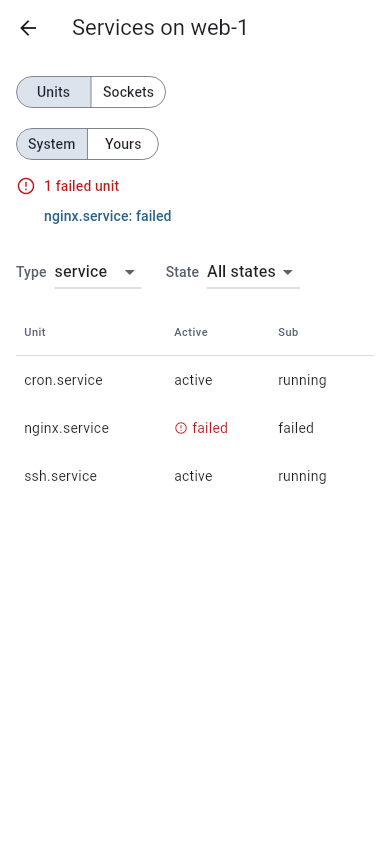 Services on web-1
Units Sockets
System Yours
1 failed unit
nginx.service: failed
Type service State All states
Unit Active Sub
cron.service active running
nginx.service failed failed
ssh.service active running